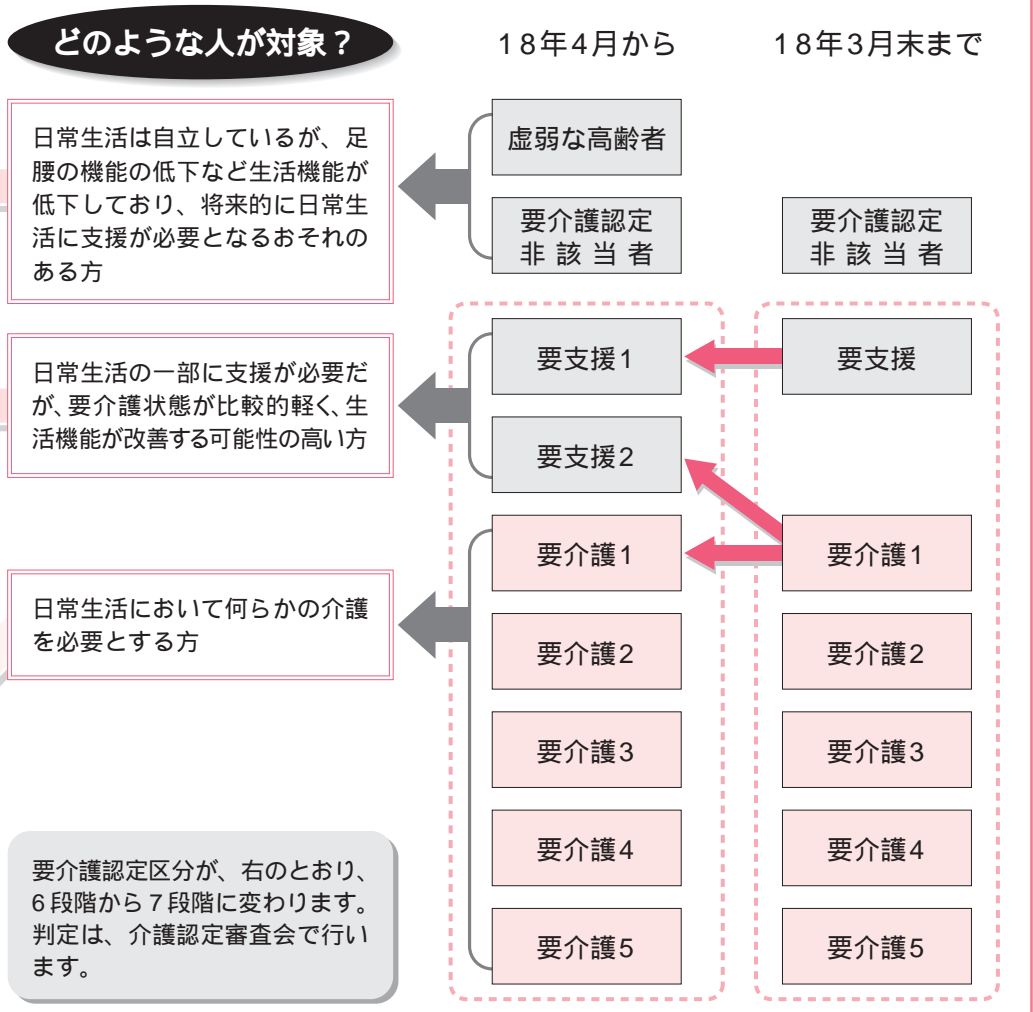 どのような人が対象？
18年4月から
18年3月末まで
日常生活は自立しているが、足
腰の機能の低下など生活機能が
低下しており、将来的に日常生
活に支援が必要となるおそれの
ある方
虚弱な高齢者
要介護認定
非該当者
要介護認定
非該当者
日常生活の一部に支援が必要だ
が、要介護状態が比較的軽く、生
活機能が改善する可能性の高い方
要支援1
要支援
要支援2
日常生活において何らかの介護
を必要とする方
要介護1
要介護1
要介護2
要介護2
要介護3
要介護3
要介護4
要介護4
要介護5
要介護5
要介護認定区分が、右のとおり、
6段階から7段階に変わります。
判定は、介護認定審査会で行い
ます。